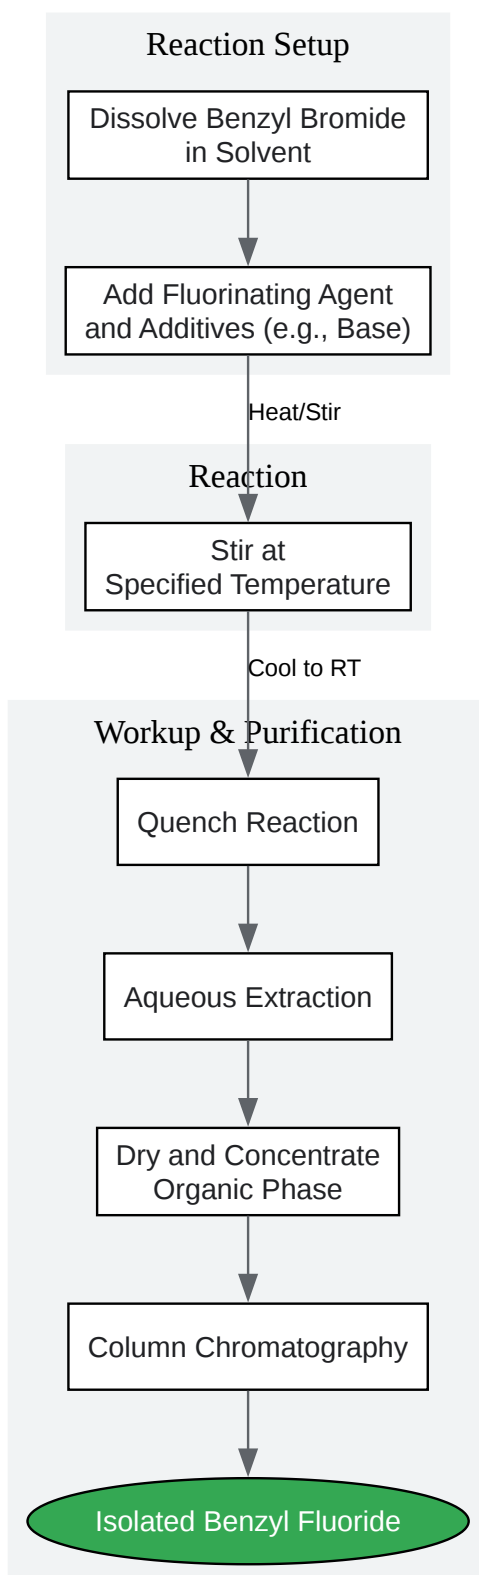 Reaction Setup
Dissolve Benzyl Bromide
in Solvent
Add Fluorinating Agent
and Additives (e.g., Base)
Heat/Stir
Reaction
Stir at
Specified Temperature
Cool to RT
Workup & Purification
Quench Reaction
Aqueous Extraction
Dry and Concentrate
Organic Phase
Column Chromatography
Isolated Benzyl Fluoride